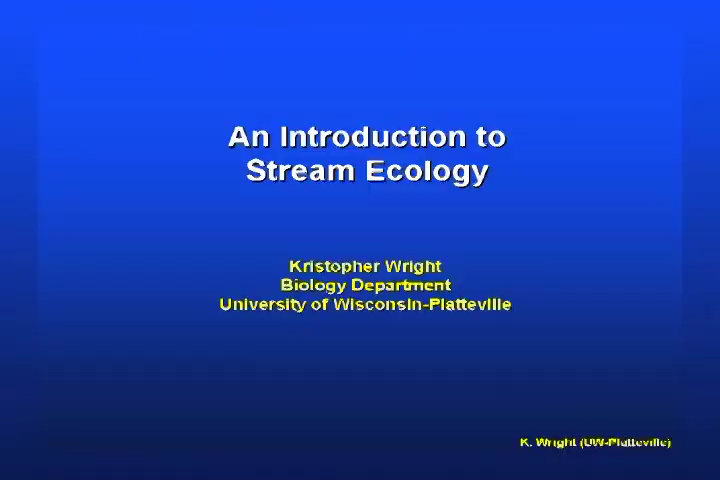 An Introduction to
Stream Ecology
Kristopher Wright
Biology Department
University of Wisconsin-Platteville
K. Wright (UW-Platteville)